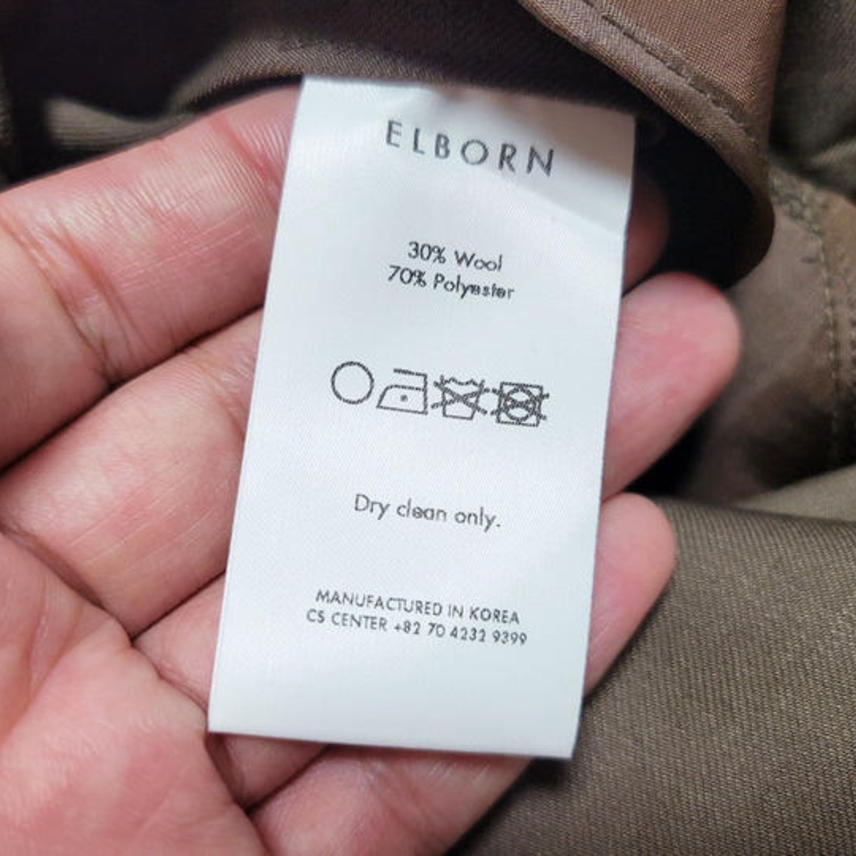 ELBORN
30% Wool
70% Polyester
Dry clean only.
MANUFACTURED IN KOREA
CS CENTER +82 70 4232 9399